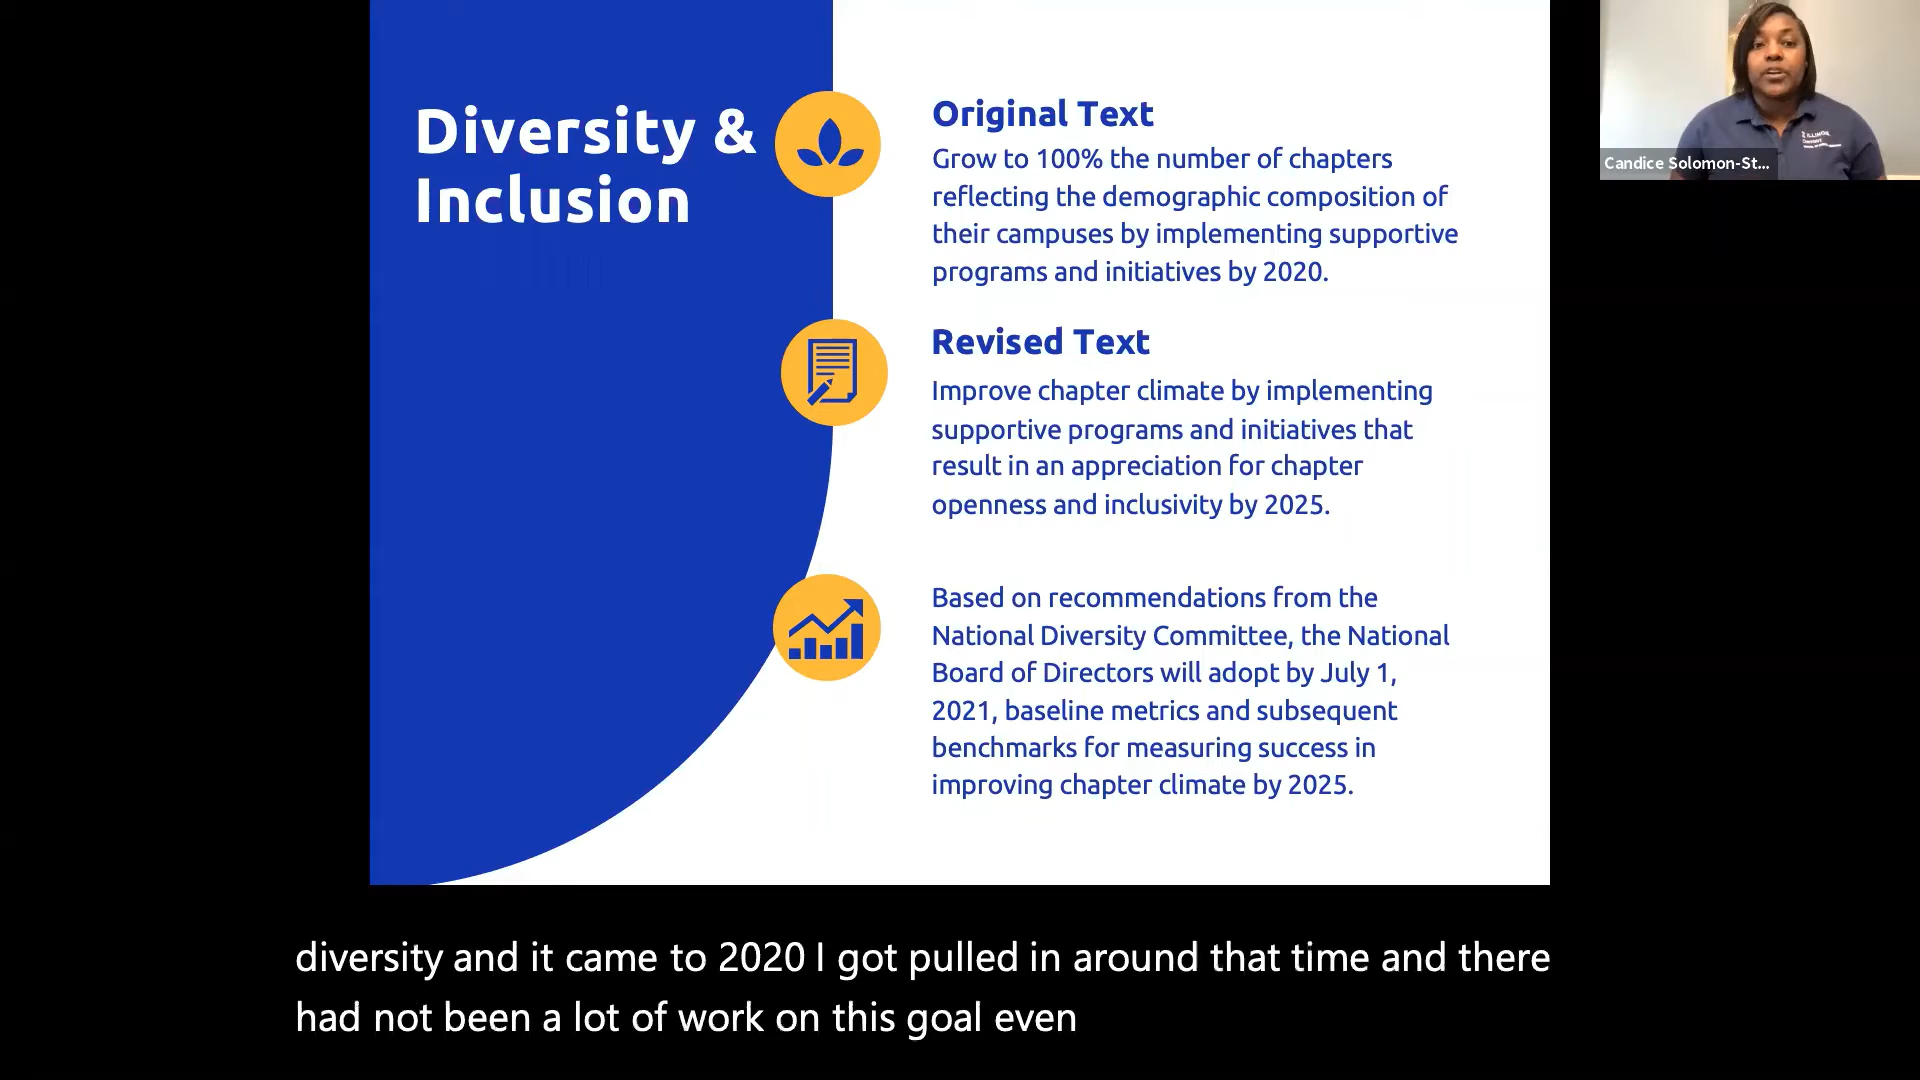 Diversity &
Inclusion
Original Text
Grow to 100% the number of chapters
reflecting the demographic composition of
their campuses by implementing supportive
programs and initiatives by 2020.
Revised Text
Improve chapter climate by implementing
supportive programs and initiatives that
result in an appreciation for chapter
openness and inclusivity by 2025.
Based on recommendations from the
National Diversity Committee, the National
Board of Directors will adopt by July 1,
2021, baseline metrics and subsequent
benchmarks for measuring success in
improving chapter climate by 2025.
Candice Solomon-St...
ILLINOIS
diversity and it came to 2020 I got pulled in around that time and there
had not been a lot of work on this goal even